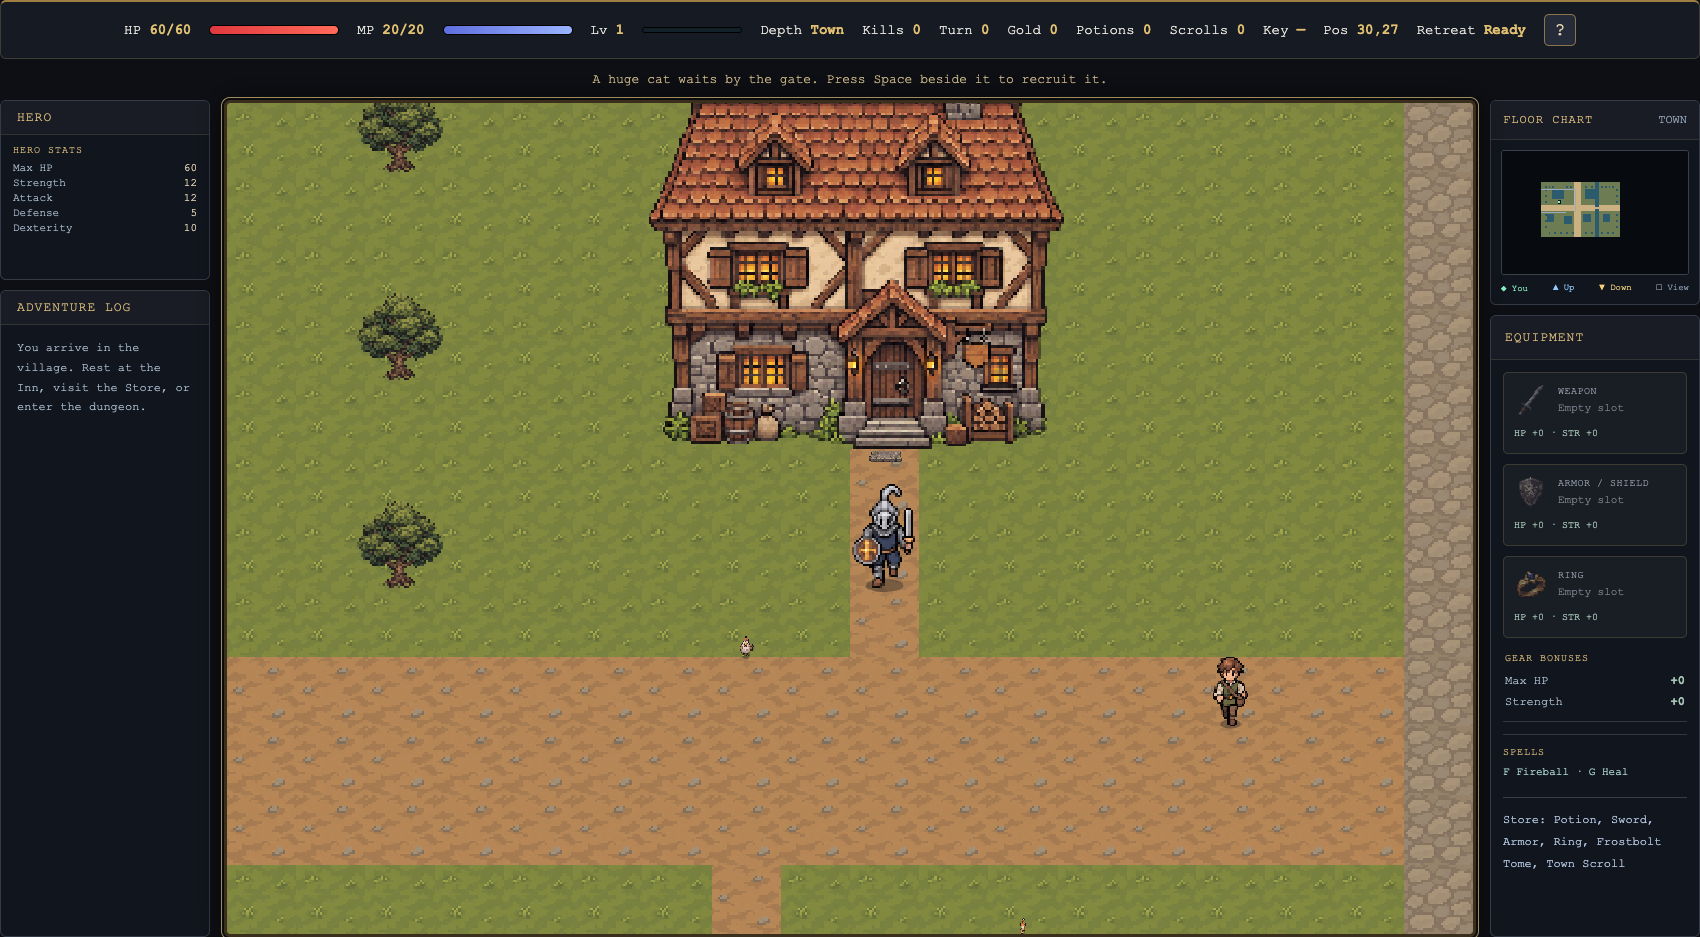 HP 60/60 MP 20/20 Lv 1 Depth Town Kills 0 Turn 0 Gold 0 Potions 0 Scrolls 0 Key — Pos 30,27 Retreat Ready ?
A huge cat waits by the gate. Press Space beside it to recruit it.
HERO
HERO STATS
Max HP 60
Strength 12
Attack 12
Defense 5
Dexterity 10
ADVENTURE LOG
You arrive in the
village. Rest at the
Inn, visit the Store, or
enter the dungeon.
FLOOR CHART TOWN
◆ You ▲ Up ▼ Down □ View
EQUIPMENT
WEAPON
Empty slot
HP +0 · STR +0
ARMOR / SHIELD
Empty slot
HP +0 · STR +0
RING
Empty slot
HP +0 · STR +0
GEAR BONUSES
Max HP +0
Strength +0
SPELLS
F Fireball · G Heal
Store: Potion, Sword,
Armor, Ring, Frostbolt
Tome, Town Scroll